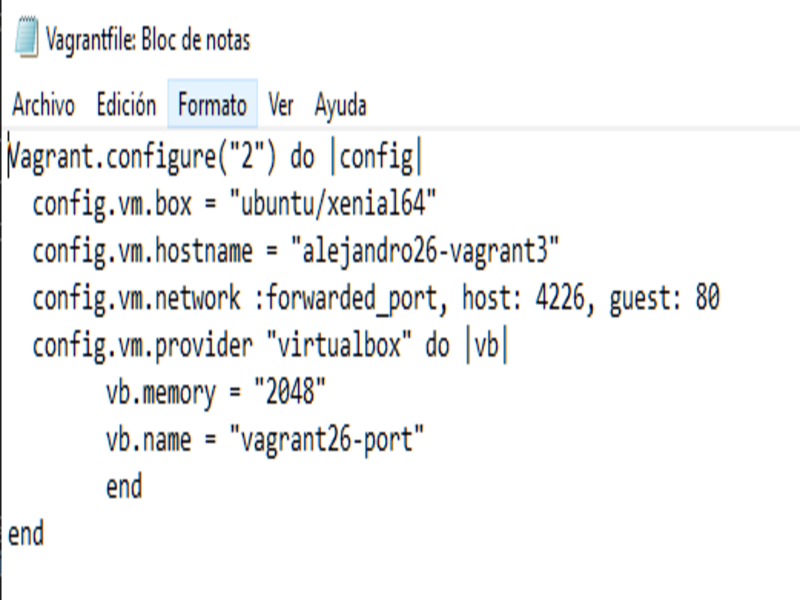 Vagrantfile: Bloc de notas
Archivo Edición Formato Ver Ayuda
Vagrant.configure("2") do |config|
  config.vm.box = "ubuntu/xenial64"
  config.vm.hostname = "alejandro26-vagrant3"
  config.vm.network :forwarded_port, host: 4226, guest: 80
  config.vm.provider "virtualbox" do |vb|
        vb.memory = "2048"
        vb.name = "vagrant26-port"
        end
end